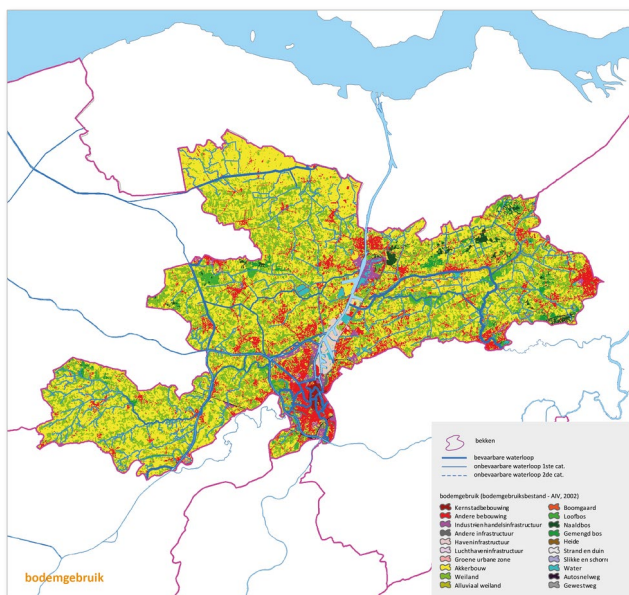 bekken
bevaarbare waterloop
onbevaarbare waterloop 1ste cat.
onbevaarbare waterloop 2de cat.
bodemgebruik (bodemgebruiksbestand - AIV, 2002)
Kernstadbebouwing
Andere bebouwing
Industrien handelsinfrastructuur
Andere infrastructuur
Haveninfrastructuur
Luchthaveninfrastructuur
Groene urbane zone
Akkerbouw
Weiland
Alluviaal weiland
Boomgaard
Loofbos
Naaldbos
Gemengd bos
Heide
Strand en duin
Slikke en schorre
Water
Autosnelweg
Gewestweg
bodemgebruik